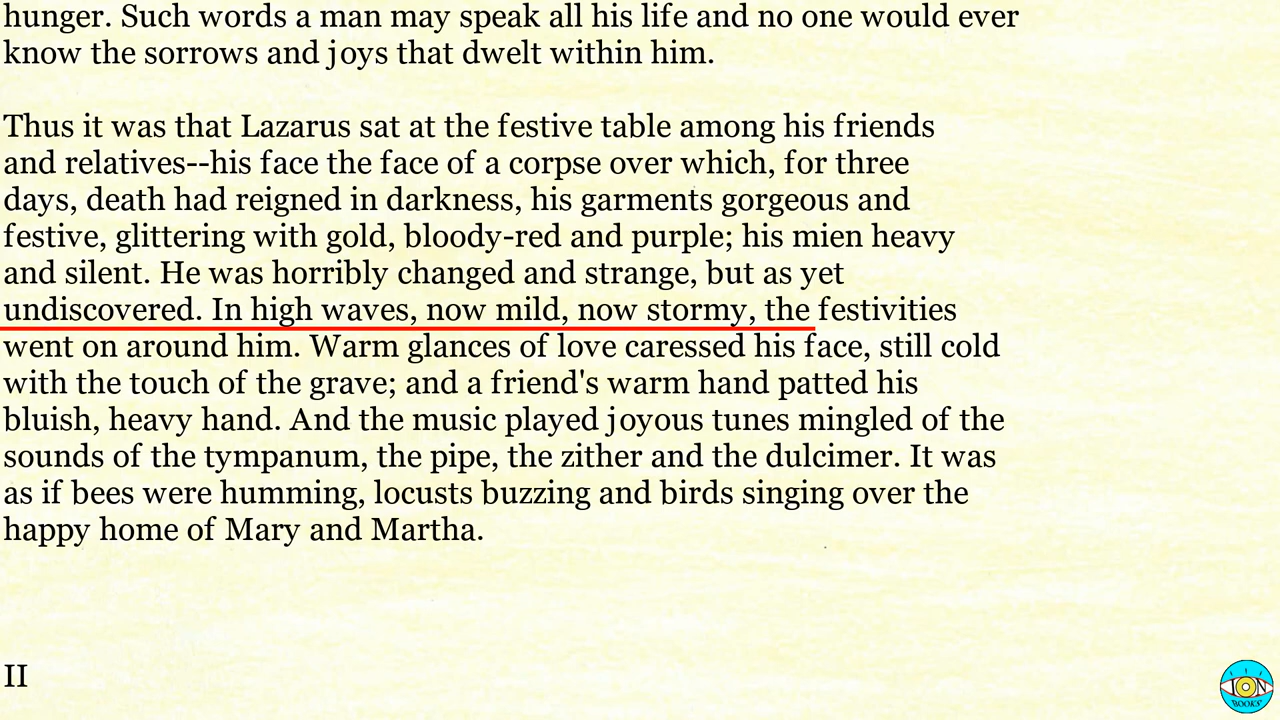 hunger. Such words a man may speak all his life and no one would ever
know the sorrows and joys that dwelt within him.
Thus it was that Lazarus sat at the festive table among his friends
and relatives--his face the face of a corpse over which, for three
days, death had reigned in darkness, his garments gorgeous and
festive, glittering with gold, bloody-red and purple; his mien heavy
and silent. He was horribly changed and strange, but as yet
undiscovered. In high waves, now mild, now stormy, the festivities
went on around him. Warm glances of love caressed his face, still cold
with the touch of the grave; and a friend's warm hand patted his
bluish, heavy hand. And the music played joyous tunes mingled of the
sounds of the tympanum, the pipe, the zither and the dulcimer. It was
as if bees were humming, locusts buzzing and birds singing over the
happy home of Mary and Martha.
II
ION
BOOKS